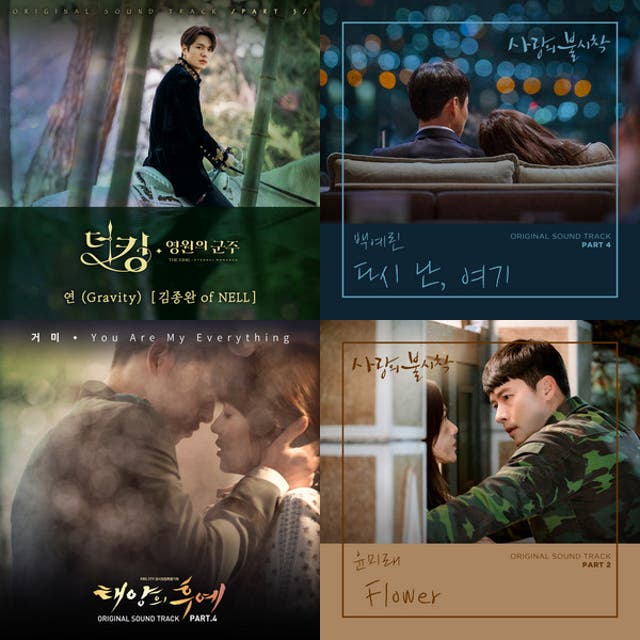 ORIGINAL SOUND TRACK /PART 5/
더킹 : 영원의 군주
THE KING : ETERNAL MONARCH
연 (Gravity) [김종완 of NELL]
사랑의 불시착
백예린
ORIGINAL SOUND TRACK
PART 4
다시 난, 여기
거미 • You Are My Everything
태양의 후예
ORIGINAL SOUND TRACK PART.4
사랑의 불시착
윤미래
ORIGINAL SOUND TRACK
PART 2
Flower